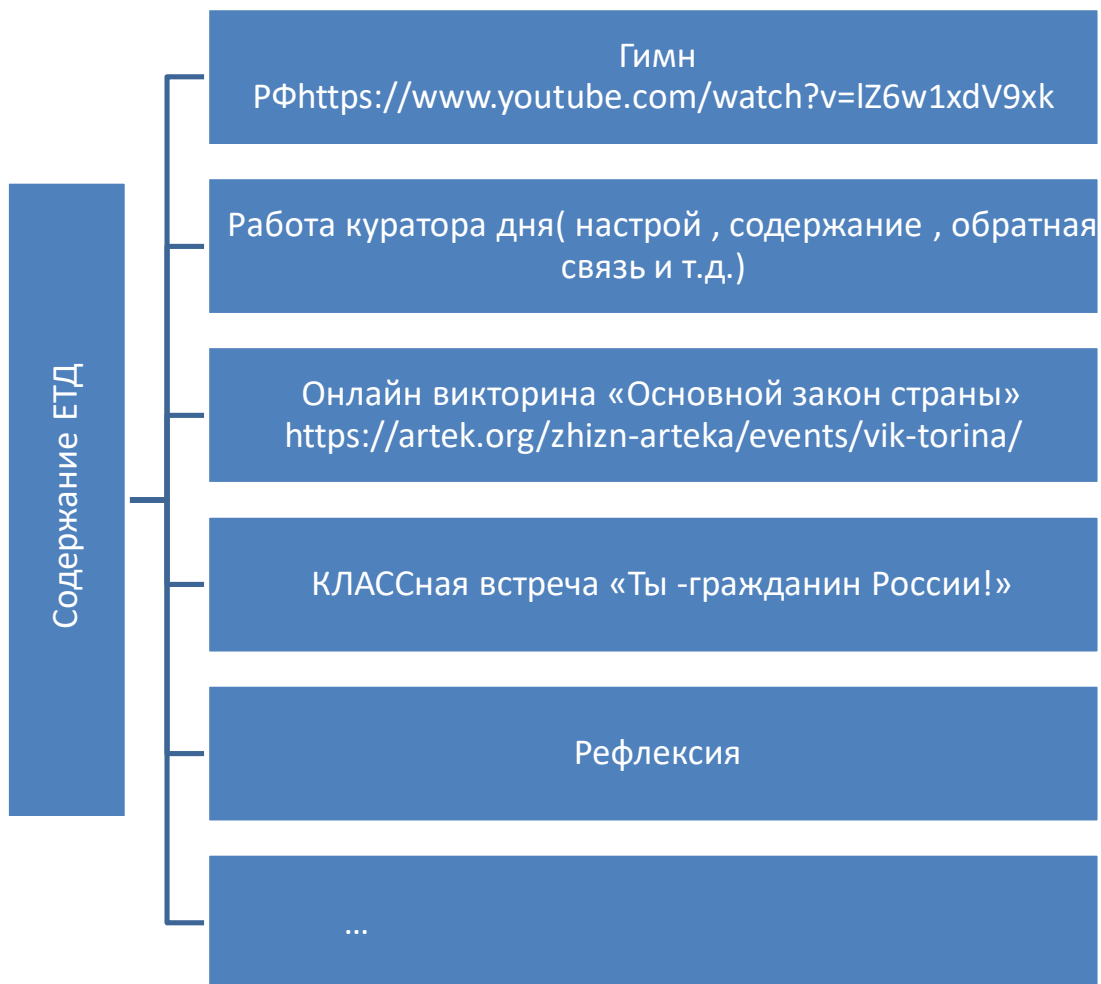 Содержание ЕТД
Гимн
РФhttps://www.youtube.com/watch?v=lZ6w1xdV9xk
Работа куратора дня( настрой , содержание , обратная
связь и т.д.)
Онлайн викторина «Основной закон страны»
https://artek.org/zhizn-arteka/events/vik-torina/
КЛАССная встреча «Ты -гражданин России!»
Рефлексия
…